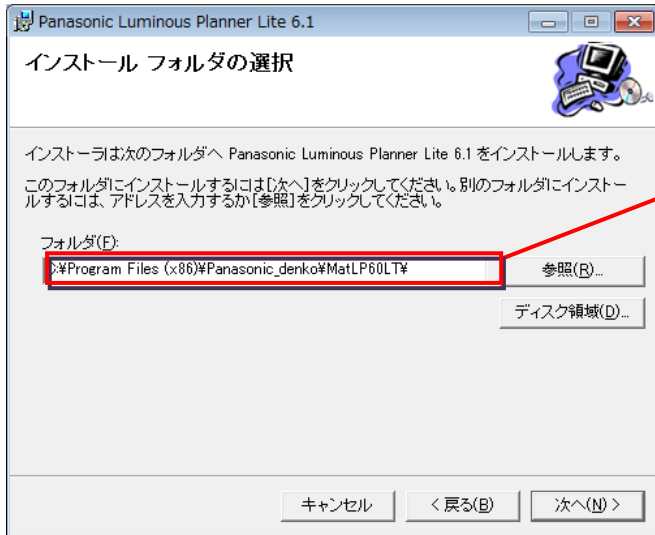 Panasonic Luminous Planner Lite 6.1
インストール フォルダの選択
インストーラは次のフォルダへ Panasonic Luminous Planner Lite 6.1 をインストールします。
このフォルダにインストールするには[次へ]をクリックしてください。別のフォルダにインストー
ルするには、アドレスを入力するか[参照]をクリックしてください。
フォルダ(F):
C:¥Program Files (x86)¥Panasonic_denko¥MatLP60LT¥
参照(R)...
ディスク領域(D)...
キャンセル
< 戻る(B)
次へ(N) >